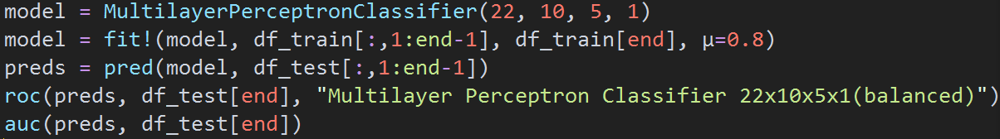 model = MultilayerPerceptronClassifier(22, 10, 5, 1)
model = fit!(model, df_train[:,1:end-1], df_train[end], μ=0.8)
preds = pred(model, df_test[:,1:end-1])
roc(preds, df_test[end], "Multilayer Perceptron Classifier 22x10x5x1(balanced)")
auc(preds, df_test[end])